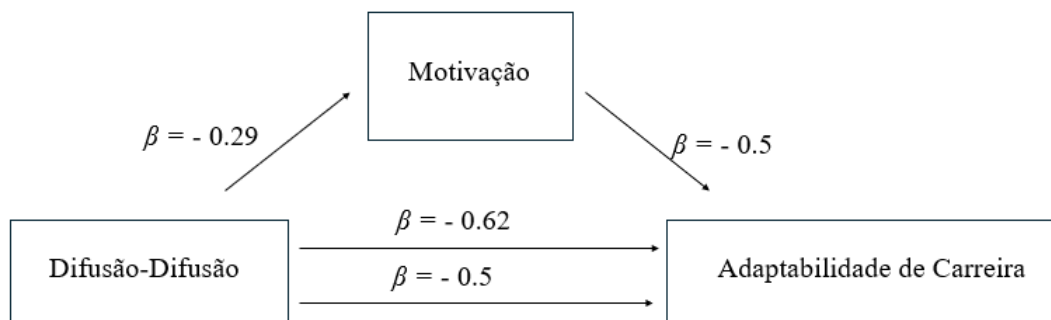 Motivação
β = - 0.29
β = - 0.5
β = - 0.62
Difusão-Difusão
Adaptabilidade de Carreira
β = - 0.5